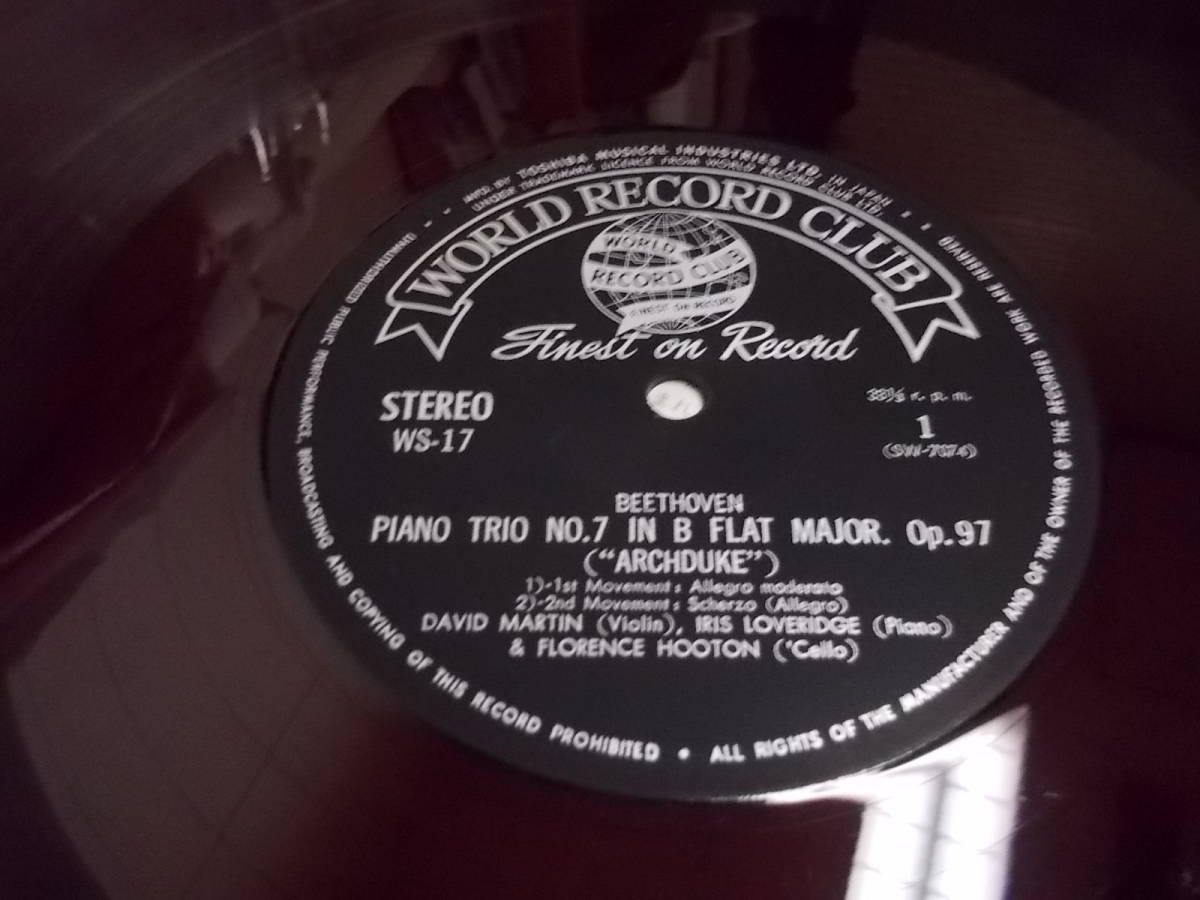 MFD. BY TOSHIBA MUSICAL INDUSTRIES LTD. IN JAPAN
UNDER TRADEMARK LICENCE FROM WORLD RECORD CLUB LTD.
WORLD RECORD CLUB
WORLD
RECORD CLUB
FINEST ON RECORD
Finest on Record
STEREO
WS-17
33⅓ r. p. m.
1
(SW-7074)
BEETHOVEN
PIANO TRIO NO.7 IN B FLAT MAJOR. Op.97
("ARCHDUKE")
1)-1st Movement: Allegro moderato
2)-2nd Movement: Scherzo (Allegro)
DAVID MARTIN (Violin), IRIS LOVERIDGE (Piano)
& FLORENCE HOOTON ('Cello)
UNAUTHORIZED PUBLIC PERFORMANCE, BROADCASTING AND COPYING OF THIS RECORD PROHIBITED • ALL RIGHTS OF THE MANUFACTURER AND OF THE OWNER OF THE RECORDED WORK ARE RESERVED